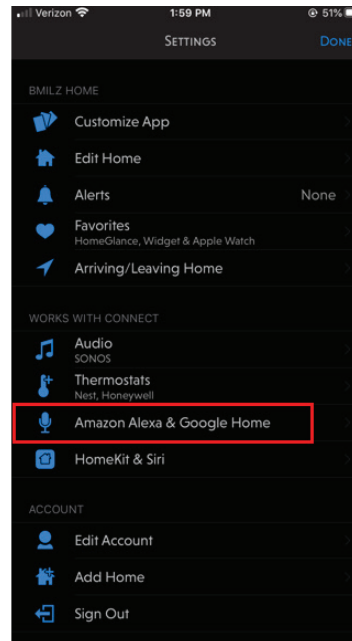 Verizon 1:59 PM 51%
SETTINGS DONE
BMILZ HOME
Customize App
Edit Home
Alerts None
Favorites
HomeGlance, Widget & Apple Watch
Arriving/Leaving Home
WORKS WITH CONNECT
Audio
SONOS
Thermostats
Nest, Honeywell
Amazon Alexa & Google Home
HomeKit & Siri
ACCOUNT
Edit Account
Add Home
Sign Out